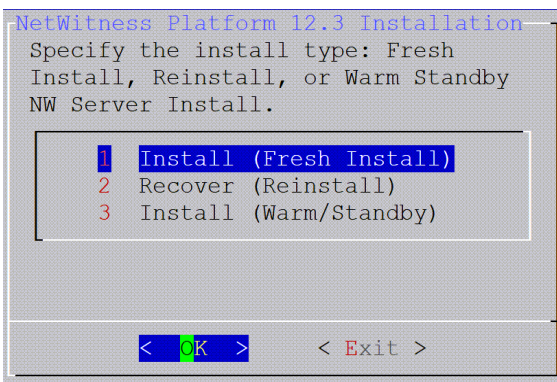 NetWitness Platform 12.3 Installation
Specify the install type: Fresh
Install, Reinstall, or Warm Standby
NW Server Install.
1 Install (Fresh Install)
2 Recover (Reinstall)
3 Install (Warm/Standby)
< OK > < Exit >